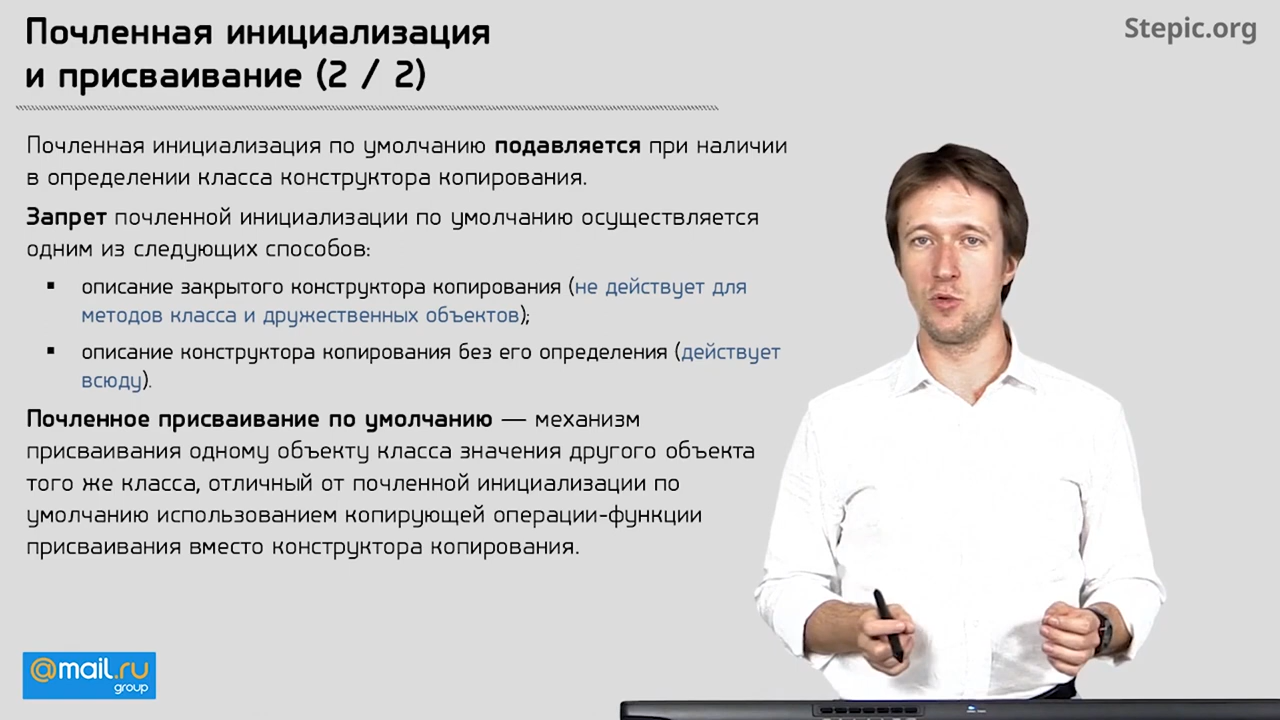 Почленная инициализация
и присваивание (2 / 2)
Stepic.org
Почленная инициализация по умолчанию подавляется при наличии
в определении класса конструктора копирования.
Запрет почленной инициализации по умолчанию осуществляется
одним из следующих способов:
▪ описание закрытого конструктора копирования (не действует для
методов класса и дружественных объектов);
▪ описание конструктора копирования без его определения (действует
всюду).
Почленное присваивание по умолчанию — механизм
присваивания одному объекту класса значения другого объекта
того же класса, отличный от почленной инициализации по
умолчанию использованием копирующей операции-функции
присваивания вместо конструктора копирования.
@mail.ru
group